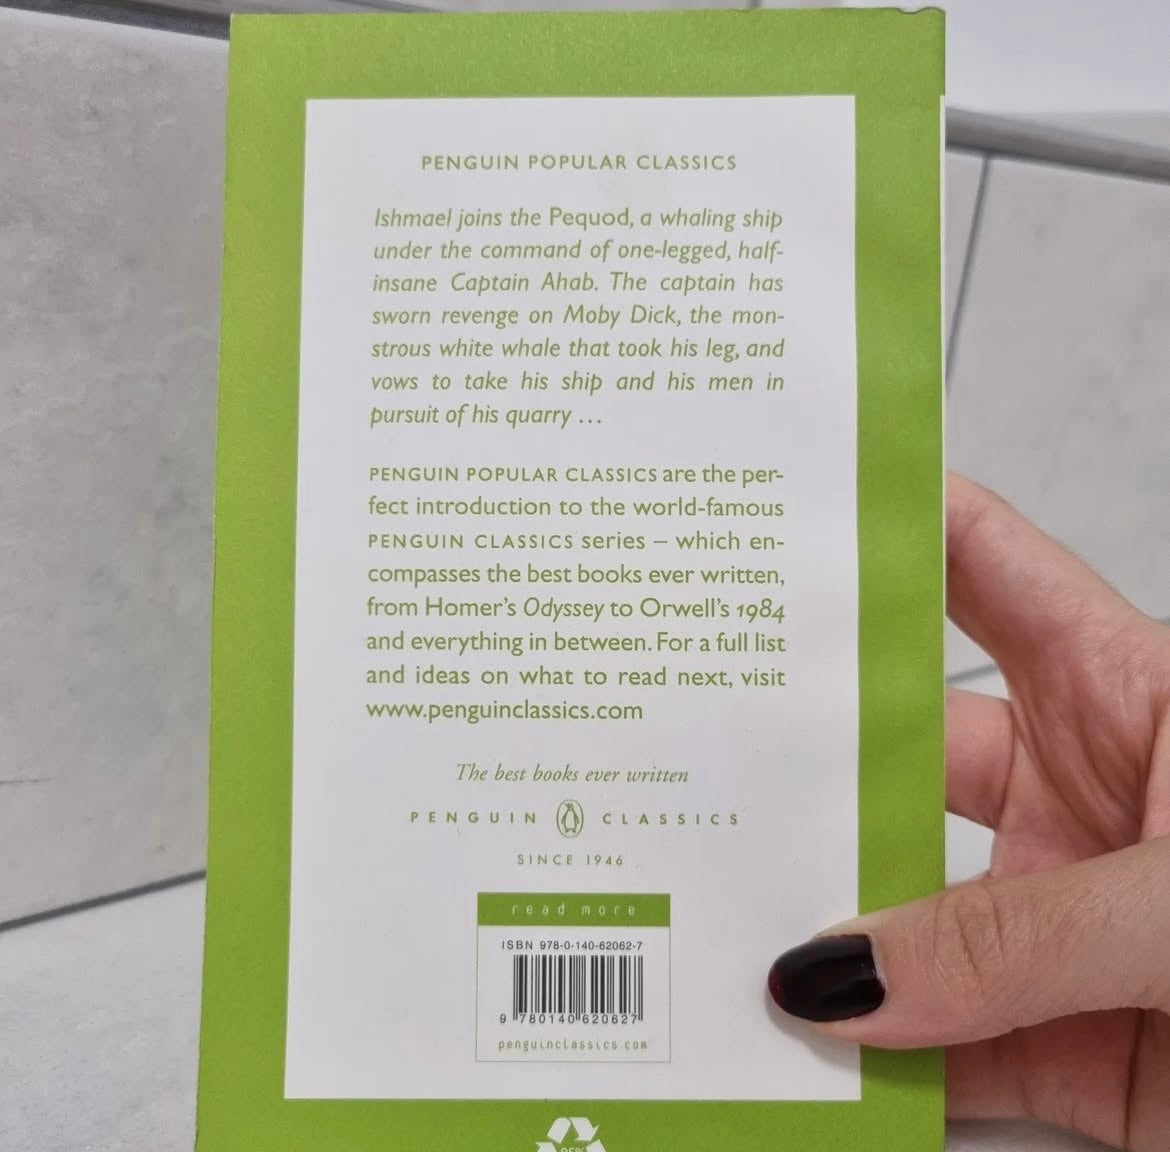 PENGUIN POPULAR CLASSICS
Ishmael joins the Pequod, a whaling ship
under the command of one-legged, half-
insane Captain Ahab. The captain has
sworn revenge on Moby Dick, the mon-
strous white whale that took his leg, and
vows to take his ship and his men in
pursuit of his quarry ...
PENGUIN POPULAR CLASSICS are the per-
fect introduction to the world-famous
PENGUIN CLASSICS series – which en-
compasses the best books ever written,
from Homer's Odyssey to Orwell's 1984
and everything in between. For a full list
and ideas on what to read next, visit
www.penguinclassics.com
The best books ever written
PENGUIN CLASSICS
SINCE 1946
read more
ISBN 978-0-140-62062-7
9 780140 620627
penguinclassics.com